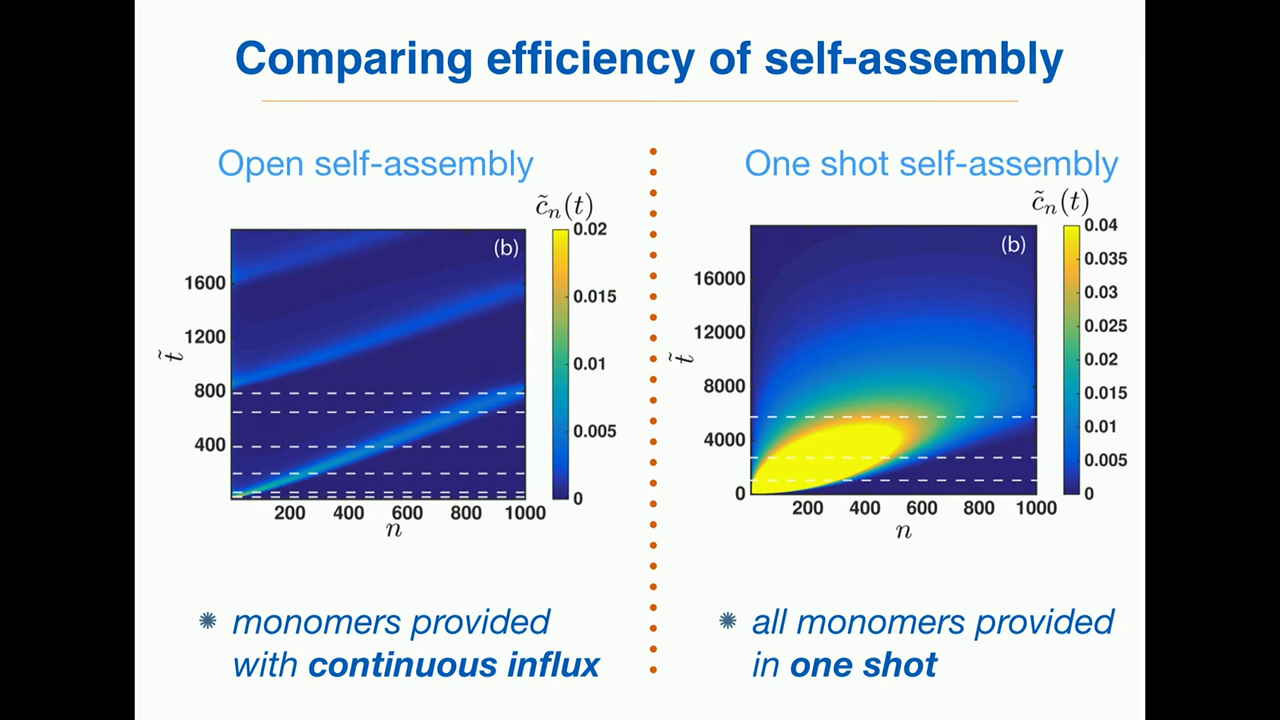 Comparing efficiency of self-assembly
Open self-assembly
c̃ₙ(t)
(b)
0.02
0.015
0.01
0.005
0
1600
1200
800
400
t̃
200 400 600 800 1000
n
monomers provided
with continuous influx
One shot self-assembly
c̃ₙ(t)
(b)
0.04
0.035
0.03
0.025
0.02
0.015
0.01
0.005
0
16000
12000
8000
4000
0
t̃
200 400 600 800 1000
n
all monomers provided
in one shot